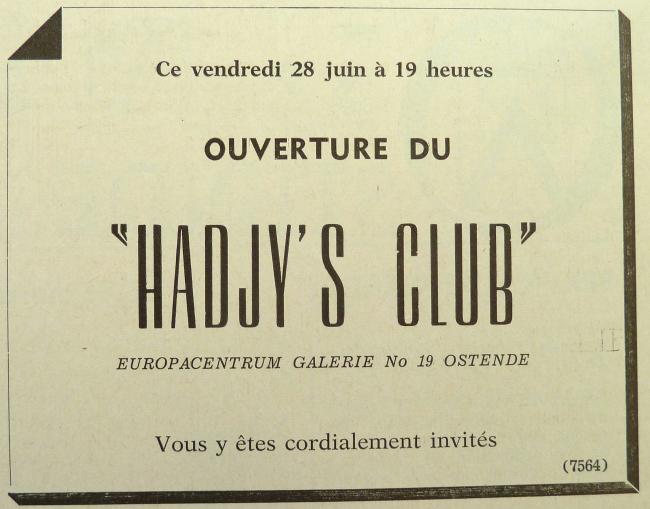 Ce vendredi 28 juin à 19 heures
OUVERTURE DU
"HADJY'S CLUB"
EUROPACENTRUM GALERIE No 19 OSTENDE
Vous y êtes cordialement invités
(7564)